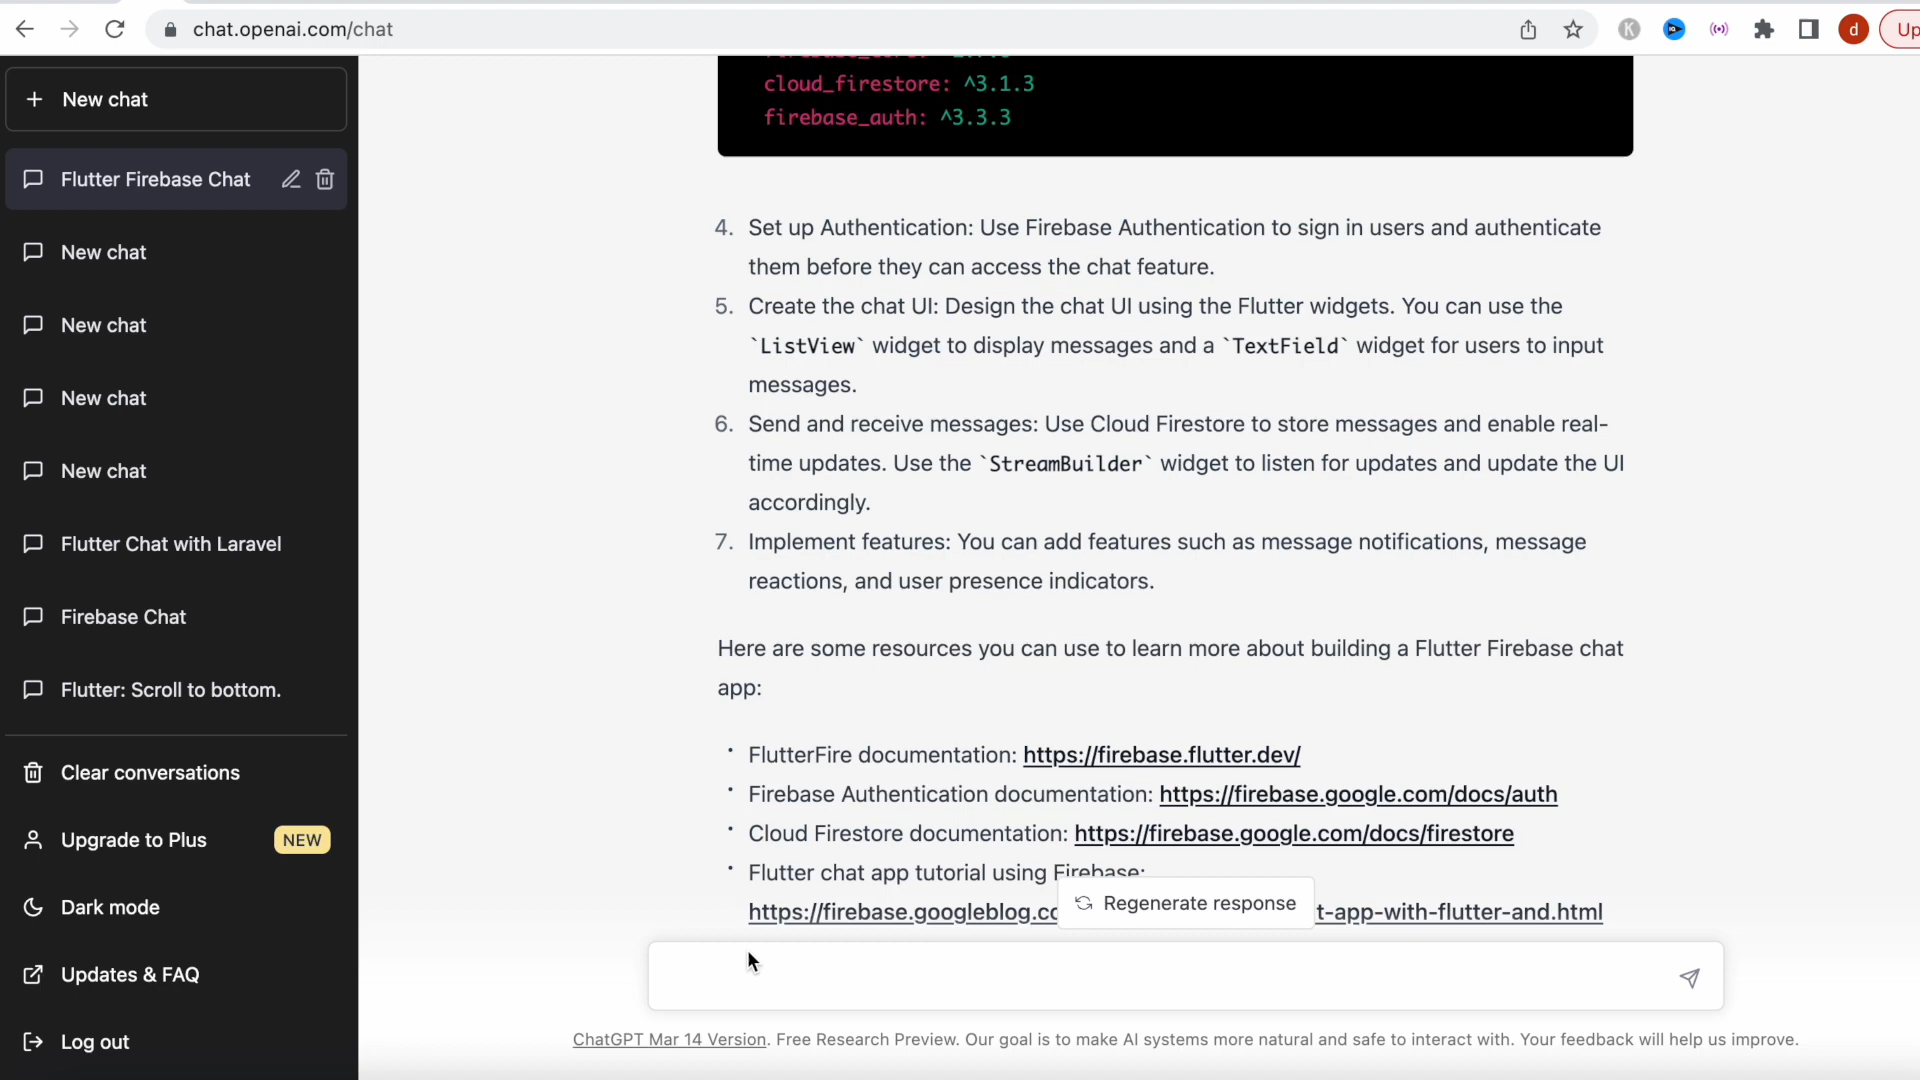 chat.openai.com/chat
K
d
Up
New chat
Flutter Firebase Chat
New chat
New chat
New chat
New chat
Flutter Chat with Laravel
Firebase Chat
Flutter: Scroll to bottom.
Clear conversations
Upgrade to Plus NEW
Dark mode
Updates & FAQ
Log out
cloud_firestore: ^3.1.3
firebase_auth: ^3.3.3
4. Set up Authentication: Use Firebase Authentication to sign in users and authenticate
them before they can access the chat feature.
5. Create the chat UI: Design the chat UI using the Flutter widgets. You can use the
`ListView` widget to display messages and a `TextField` widget for users to input
messages.
6. Send and receive messages: Use Cloud Firestore to store messages and enable real-
time updates. Use the `StreamBuilder` widget to listen for updates and update the UI
accordingly.
7. Implement features: You can add features such as message notifications, message
reactions, and user presence indicators.
Here are some resources you can use to learn more about building a Flutter Firebase chat
app:
• FlutterFire documentation: https://firebase.flutter.dev/
• Firebase Authentication documentation: https://firebase.google.com/docs/auth
• Cloud Firestore documentation: https://firebase.google.com/docs/firestore
• Flutter chat app tutorial using Firebase:
https://firebase.googleblog.co t-app-with-flutter-and.html
Regenerate response
ChatGPT Mar 14 Version. Free Research Preview. Our goal is to make AI systems more natural and safe to interact with. Your feedback will help us improve.